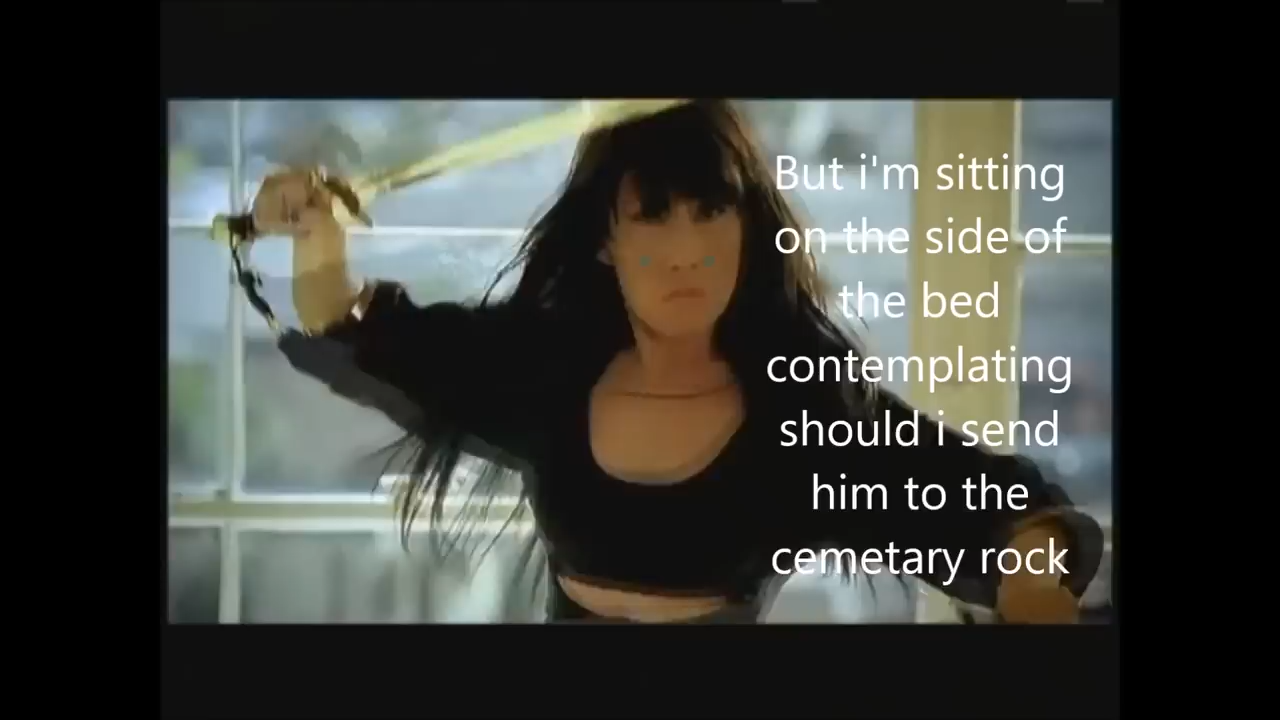 But i'm sitting
on the side of
the bed
contemplating
should i send
him to the
cemetary rock